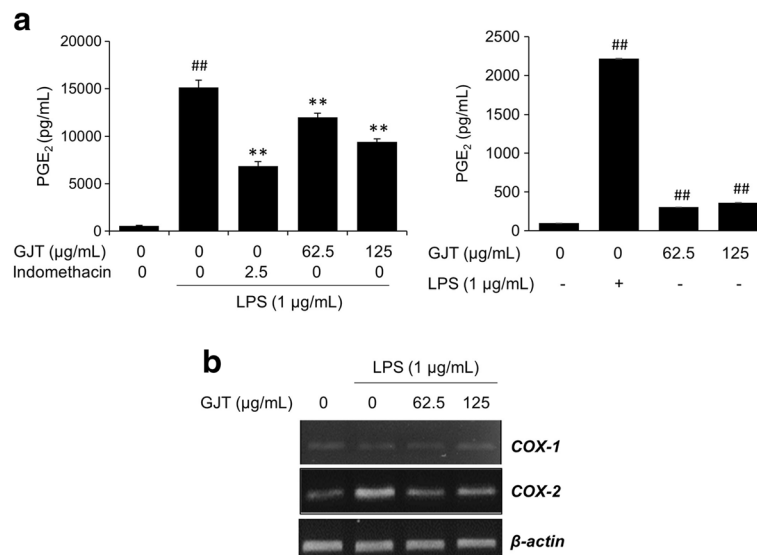 a
20000
15000
10000
5000
0
PGE2 (pg/mL)
##
**
**
**
GJT (µg/mL) 0 0 0 62.5 125
Indomethacin 0 0 2.5 0 0
LPS (1 µg/mL)
2500
2000
1500
1000
500
0
PGE2 (pg/mL)
##
##
##
GJT (µg/mL) 0 0 62.5 125
LPS (1 µg/mL) - + - -
b
LPS (1 µg/mL)
GJT (µg/mL) 0 0 62.5 125
COX-1
COX-2
β-actin